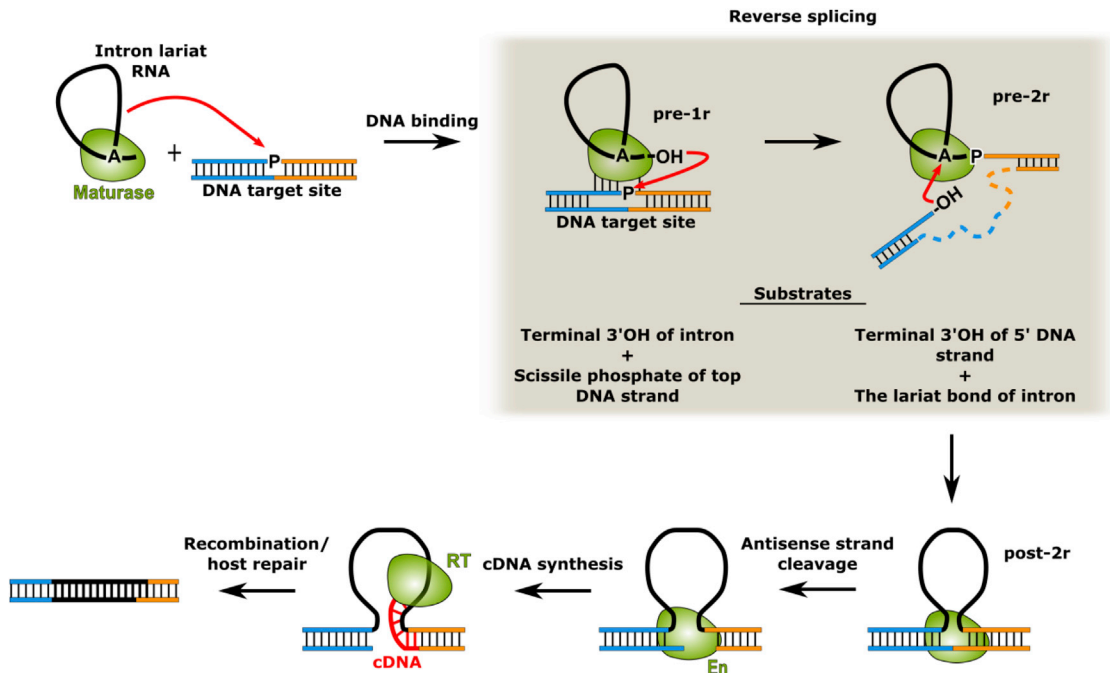 Reverse splicing
Intron lariat
RNA
A
Maturase
+
P
DNA target site
DNA binding
pre-1r
A
-OH
P
DNA target site
pre-2r
A
P
-OH
Substrates
Terminal 3'OH of intron
+
Scissile phosphate of top
DNA strand
Terminal 3'OH of 5' DNA
strand
+
The lariat bond of intron
post-2r
Antisense strand
cleavage
En
cDNA synthesis
RT
cDNA
Recombination/
host repair